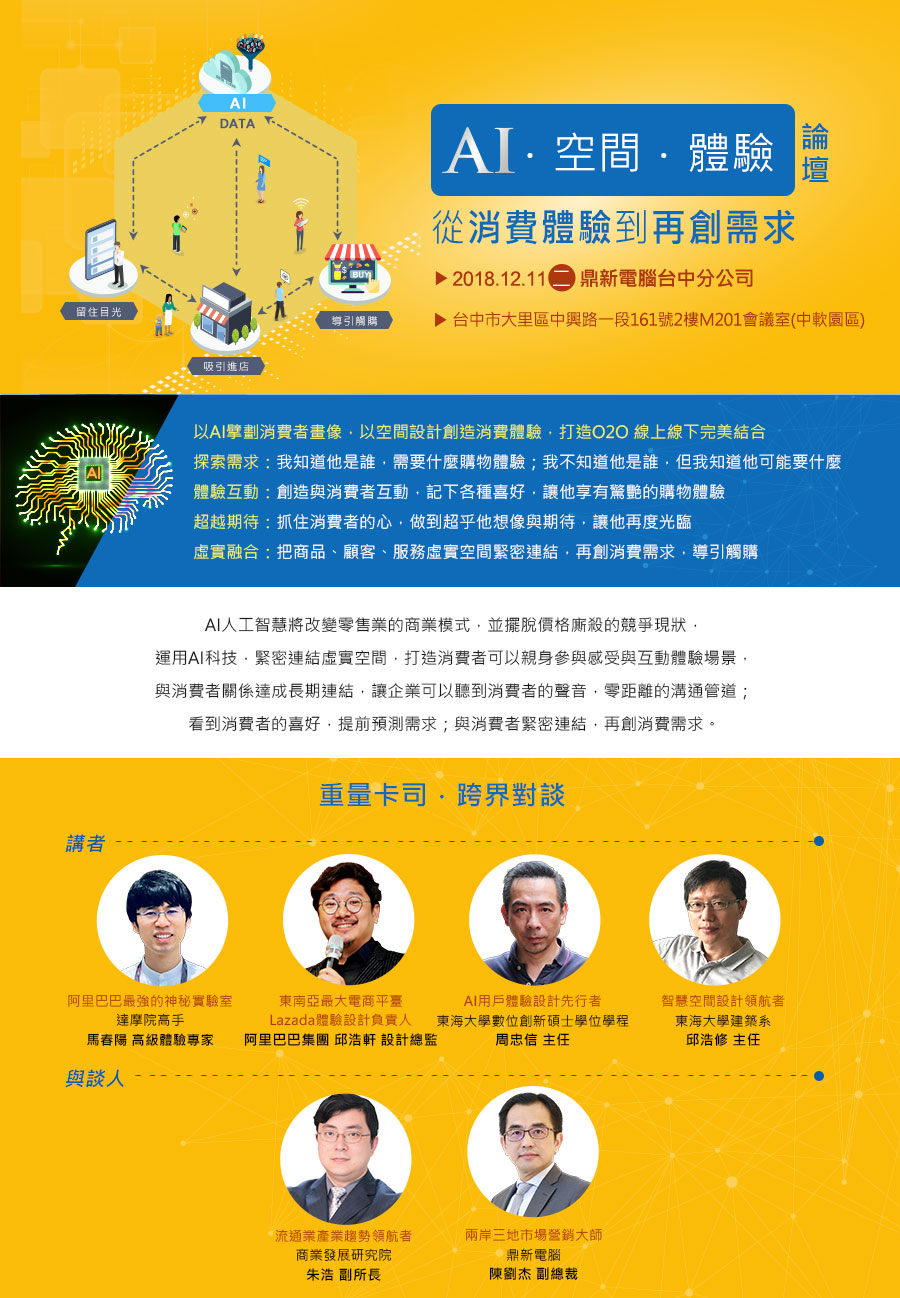 AI
DATA
留住目光
BUY
導引觸購
吸引進店
AI．空間．體驗
論壇
從消費體驗到再創需求
2018.12.11 二 鼎新電腦台中分公司
台中市大里區中興路一段161號2樓M201會議室(中軟園區)
AI
以AI擘劃消費者畫像，以空間設計創造消費體驗，打造O2O 線上線下完美結合
探索需求：我知道他是誰，需要什麼購物體驗；我不知道他是誰，但我知道他可能要什麼
體驗互動：創造與消費者互動，記下各種喜好，讓他享有驚艷的購物體驗
超越期待：抓住消費者的心，做到超乎他想像與期待，讓他再度光臨
虛實融合：把商品、顧客、服務虛實空間緊密連結，再創消費需求，導引觸購
AI人工智慧將改變零售業的商業模式，並擺脫價格廝殺的競爭現狀，
運用AI科技，緊密連結虛實空間，打造消費者可以親身參與感受與互動體驗場景，
與消費者關係達成長期連結，讓企業可以聽到消費者的聲音，零距離的溝通管道；
看到消費者的喜好，提前預測需求；與消費者緊密連結，再創消費需求。
重量卡司．跨界對談
講者
阿里巴巴最強的神秘實驗室
達摩院高手
馬春陽 高級體驗專家
東南亞最大電商平臺
Lazada體驗設計負責人
阿里巴巴集團 邱浩軒 設計總監
AI用戶體驗設計先行者
東海大學數位創新碩士學位學程
周忠信 主任
智慧空間設計領航者
東海大學建築系
邱浩修 主任
與談人
流通業產業趨勢領航者
商業發展研究院
朱浩 副所長
兩岸三地市場營銷大師
鼎新電腦
陳劉杰 副總裁